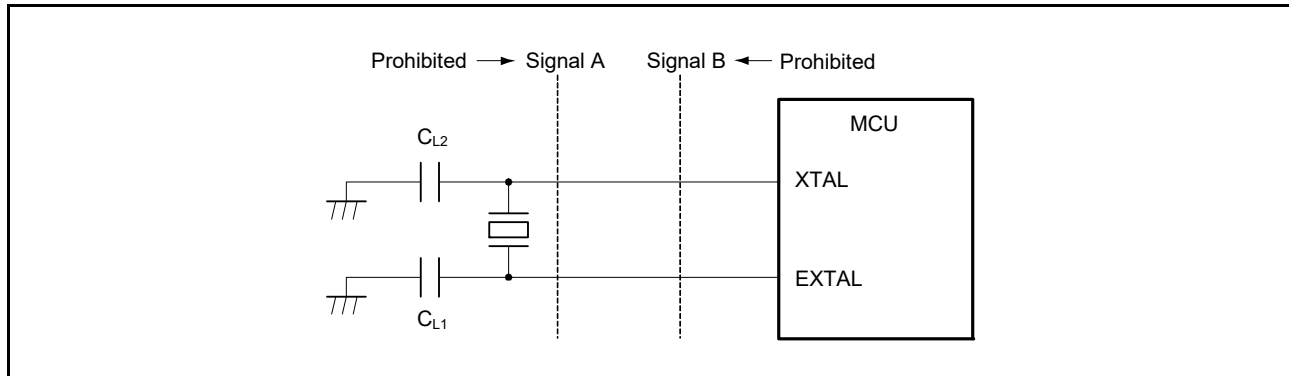 Prohibited → Signal A Signal B ← Prohibited
MCU
CL2
XTAL
EXTAL
CL1